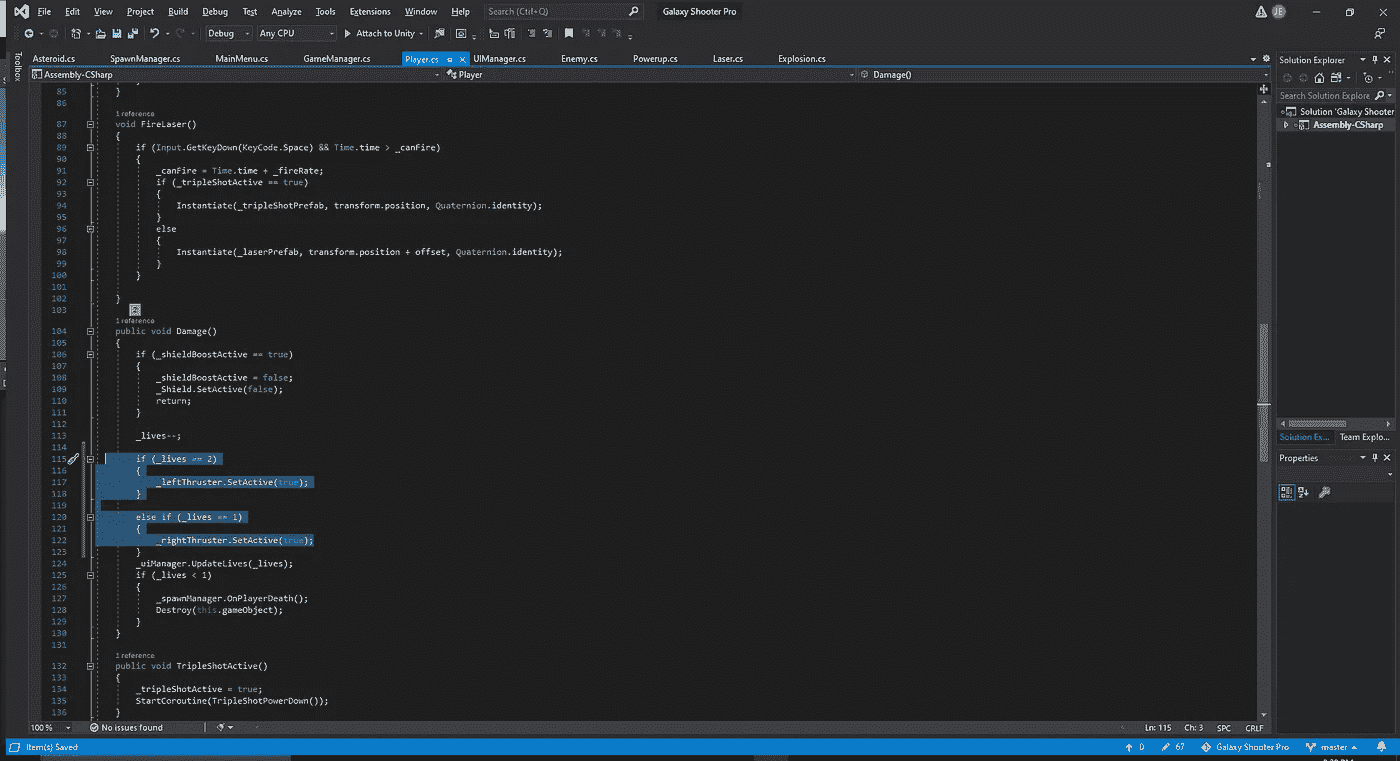 File Edit View Project Build Debug Test Analyze Tools Extensions Window Help Search (Ctrl+Q) Galaxy Shooter Pro JE
Debug Any CPU Attach to Unity
Toolbox
Asteroid.cs SpawnManager.cs MainMenu.cs GameManager.cs Player.cs UIManager.cs Enemy.cs Powerup.cs Laser.cs Explosion.cs
Assembly-CSharp Player Damage()
85 }
86
1 reference
87 void FireLaser()
88 {
89 if (Input.GetKeyDown(KeyCode.Space) && Time.time > _canFire)
90 {
91 _canFire = Time.time + _fireRate;
92 if (_tripleShotActive == true)
93 {
94 Instantiate(_tripleShotPrefab, transform.position, Quaternion.identity);
95 }
96 else
97 {
98 Instantiate(_laserPrefab, transform.position + offset, Quaternion.identity);
99 }
100 }
101
102 }
103
1 reference
104 public void Damage()
105 {
106 if (_shieldBoostActive == true)
107 {
108 _shieldBoostActive = false;
109 _Shield.SetActive(false);
110 return;
111 }
112
113 _lives--;
114
115 if (_lives == 2)
116 {
117 _leftThruster.SetActive(true);
118 }
119
120 else if (_lives == 1)
121 {
122 _rightThruster.SetActive(true);
123 }
124 _uiManager.UpdateLives(_lives);
125 if (_lives < 1)
126 {
127 _spawnManager.OnPlayerDeath();
128 Destroy(this.gameObject);
129 }
130 }
131
1 reference
132 public void TripleShotActive()
133 {
134 _tripleShotActive = true;
135 StartCoroutine(TripleShotPowerDown());
136 }
100 % No issues found Ln: 115 Ch: 3 SPC CRLF
Solution Explorer
Search Solution Explore
Solution 'Galaxy Shooter
Assembly-CSharp
Solution Ex... Team Explo...
Properties
Item(s) Saved 0 67 Galaxy Shooter Pro master